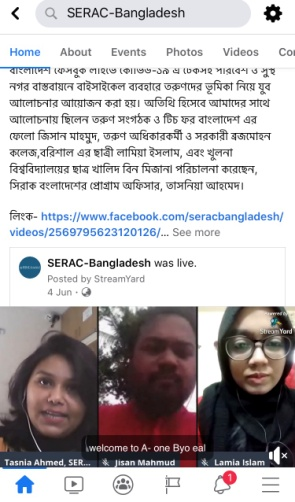 SERAC-Bangladesh
Home About Events Photos Videos Cor
বাংলাদেশ ফেসবুক লাইভে কোভিড-১৯ এ টেকসই পরিবেশ ও সুস্থ
নগর বাস্তবায়নে বাইসাইকেল ব্যবহারে তরুণদের ভূমিকা নিয়ে যুব
আলোচনার আয়োজন করা হয়। অতিথি হিসেবে আমাদের সাথে
আলোচনায় ছিলেন তরুণ সংগঠক ও টিচ ফর বাংলাদেশ এর
ফেলো জিসান মাহমুদ, তরুণ অধিকারকর্মী ও সরকারী ব্রজমোহন
কলেজ,বরিশাল এর ছাত্রী লামিয়া ইসলাম, এবং খুলনা
বিশ্ববিদ্যালয়ের ছাত্র খালিদ বিন মিজান। পরিচালনা করেছেন,
সিরাক বাংলাদেশের প্রোগ্রাম অফিসার, তাসনিয়া আহমেদ।
লিংক- https://www.facebook.com/seracbangladesh/
videos/2569795623120126/... See more
SERAC-Bangladesh was live.
Posted by StreamYard
4 Jun ·
StreamYard
welcome to A- one Byo eal
Tasnia Ahmed, SER... Jisan Mahmud Lamia Islam
1